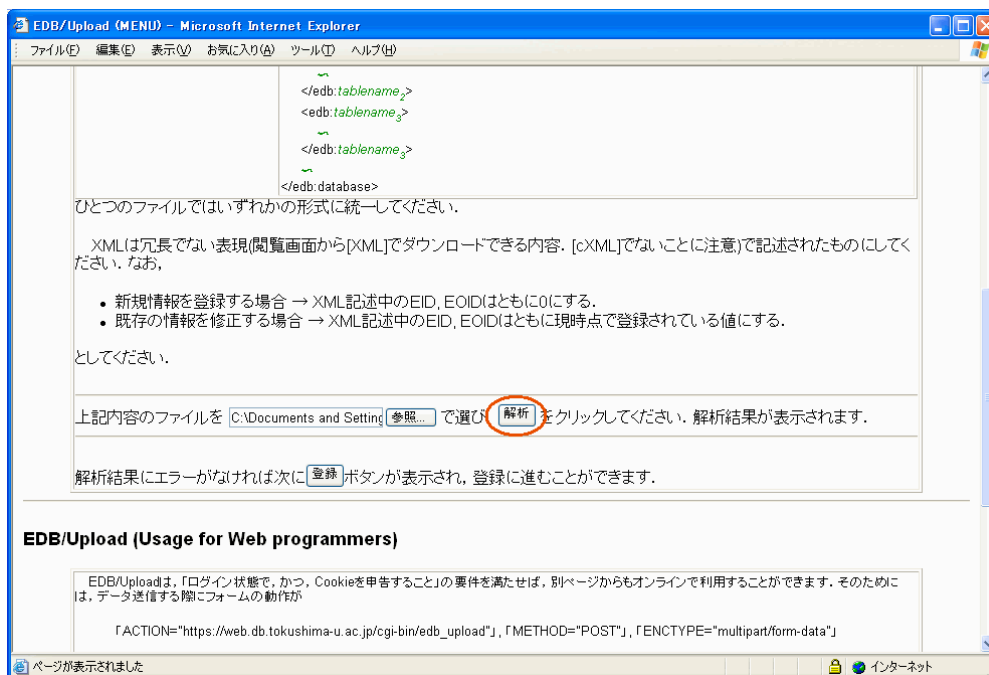 EDB/Upload (MENU) - Microsoft Internet Explorer
ファイル(F) 編集(E) 表示(V) お気に入り(A) ツール(T) ヘルプ(H)
</edb:tablename2>
<edb:tablename3>
</edb:tablename3>
</edb:database>
ひとつのファイルではいずれかの形式に統一してください.
XMLは冗長でない表現(閲覧画面から[XML]でダウンロードできる内容. [cXML]でないことに注意)で記述されたものにしてく
ださい. なお,
• 新規情報を登録する場合 → XML記述中のEID, EOIDはともに0にする.
• 既存の情報を修正する場合 → XML記述中のEID, EOIDはともに現時点で登録されている値にする.
としてください.
上記内容のファイルを C:\Documents and Setting 参照... で選び 解析 をクリックしてください. 解析結果が表示されます.
解析結果にエラーがなければ次に 登録 ボタンが表示され, 登録に進むことができます.
EDB/Upload (Usage for Web programmers)
EDB/Uploadは, 「ログイン状態で, かつ, Cookieを申告すること」の要件を満たせば, 別ページからもオンラインで利用することができます. そのために
は, データ送信する際にフォームの動作が
「ACTION="https://web.db.tokushima-u.ac.jp/cgi-bin/edb_upload"」, 「METHOD="POST"」, 「ENCTYPE="multipart/form-data"」
ページが表示されました インターネット